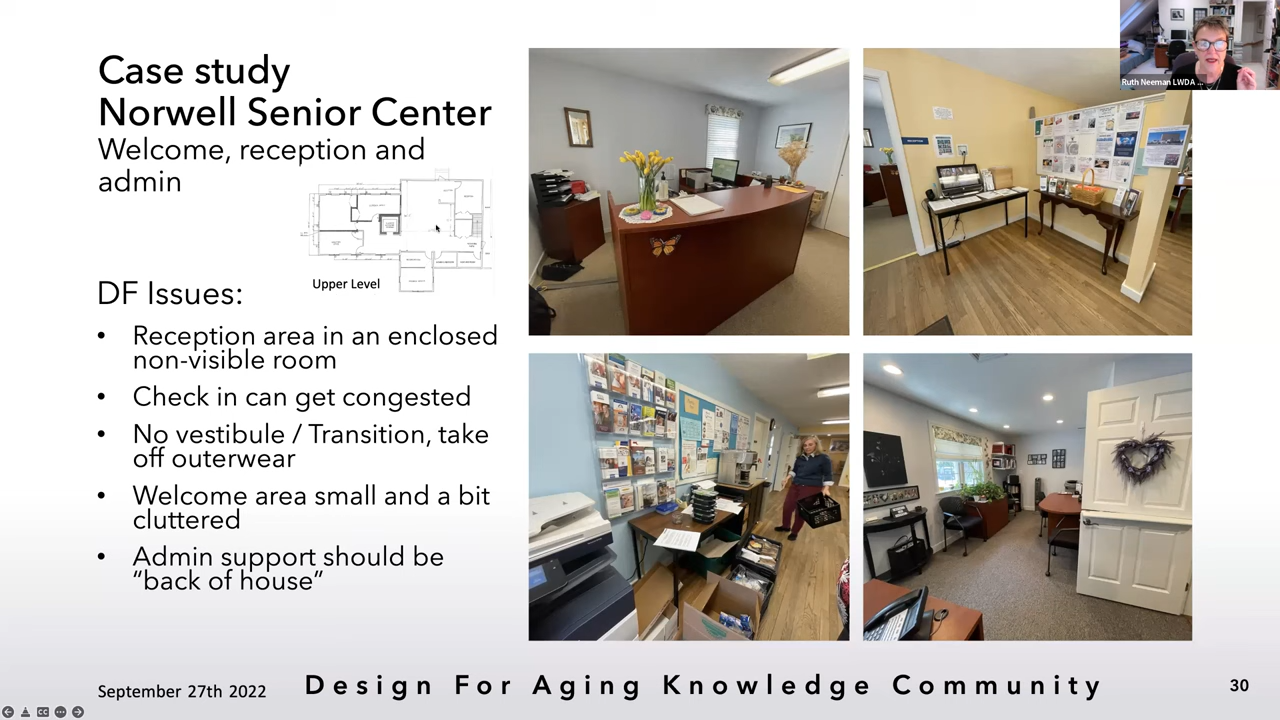 Case study
Norwell Senior Center
Welcome, reception and
admin
Upper Level
DF Issues:
• Reception area in an enclosed
non-visible room
• Check in can get congested
• No vestibule / Transition, take
off outerwear
• Welcome area small and a bit
cluttered
• Admin support should be
“back of house”
Ruth Neeman LWDA ...
September 27th 2022
Design For Aging Knowledge Community
30
CC